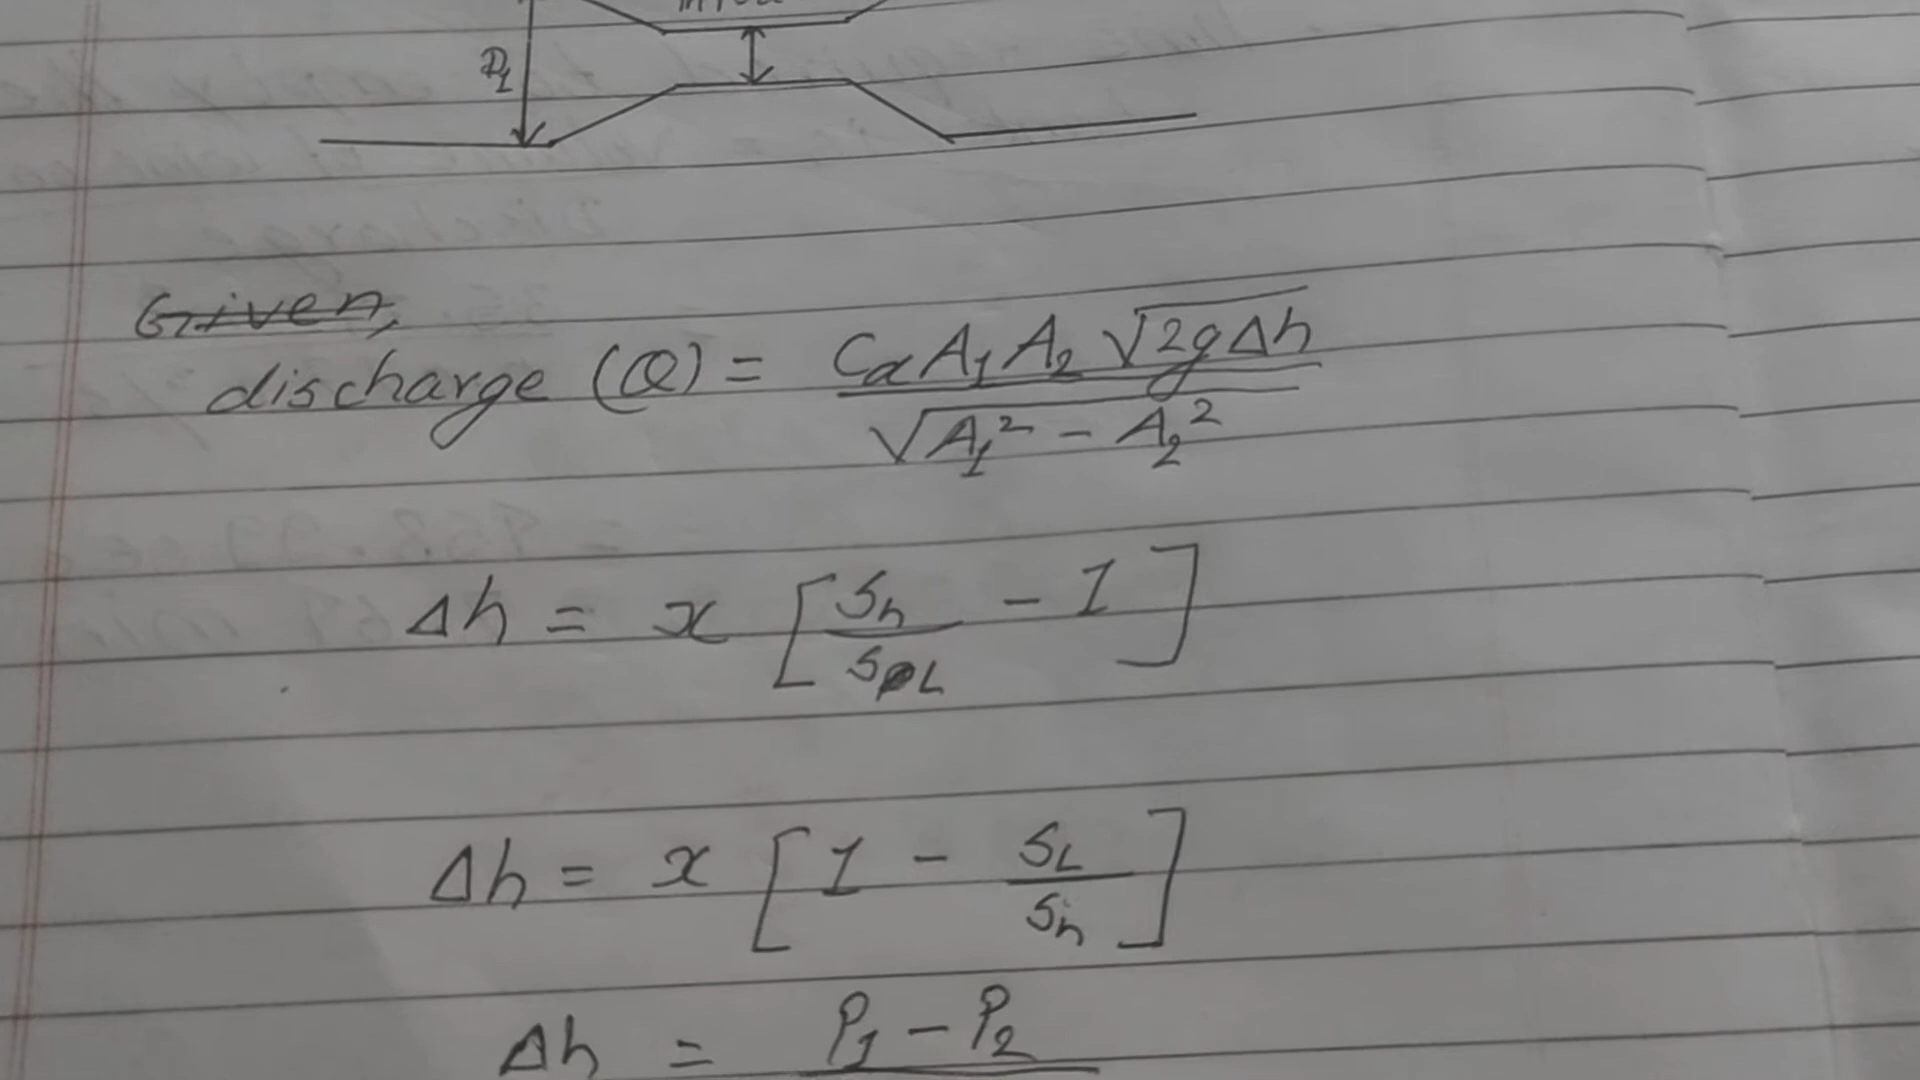 D₁
Given,
discharge (Q) = CdA₁A₂√2gΔh / √A₁² - A₂²
Δh = x [Sh/SL - 1]
Δh = x [1 - SL/Sh]
Δh = P₁ - P₂